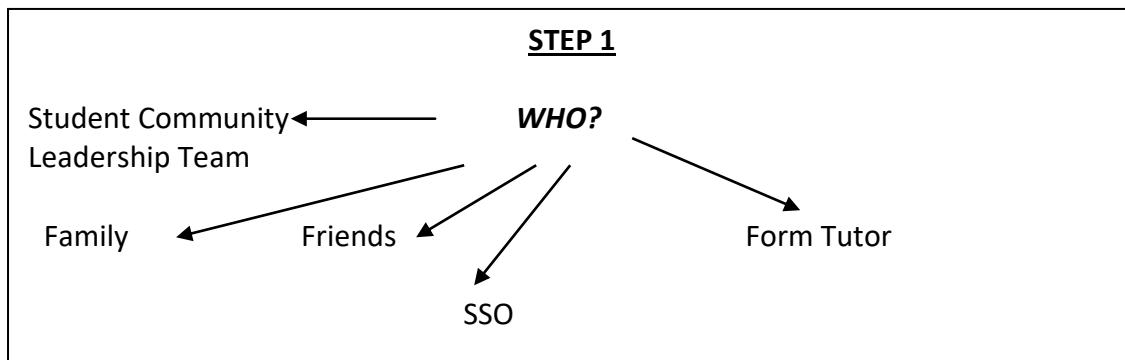 STEP 1
Student Community WHO?
Leadership Team
Family Friends Form Tutor
SSO